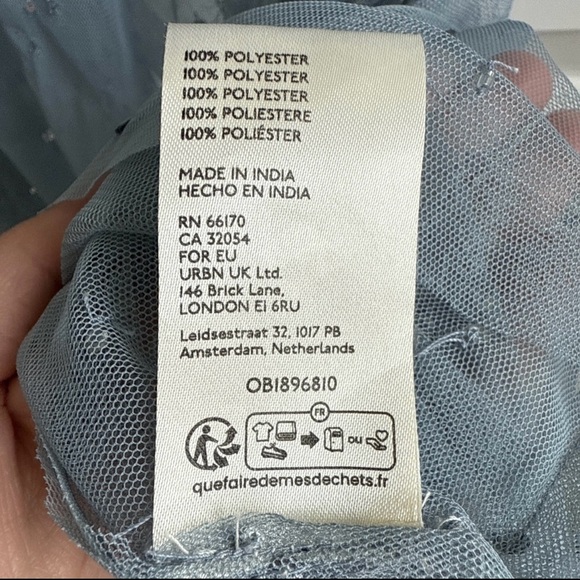 100% POLYESTER
100% POLYESTER
100% POLYESTER
100% POLIESTERE
100% POLIÉSTER
MADE IN INDIA
HECHO EN INDIA
RN 66170
CA 32054
FOR EU
URBN UK Ltd.
146 Brick Lane,
LONDON E1 6RU
Leidsestraat 32, 1017 PB
Amsterdam, Netherlands
OB1896810
FR
OU
quefairedemesdechets.fr